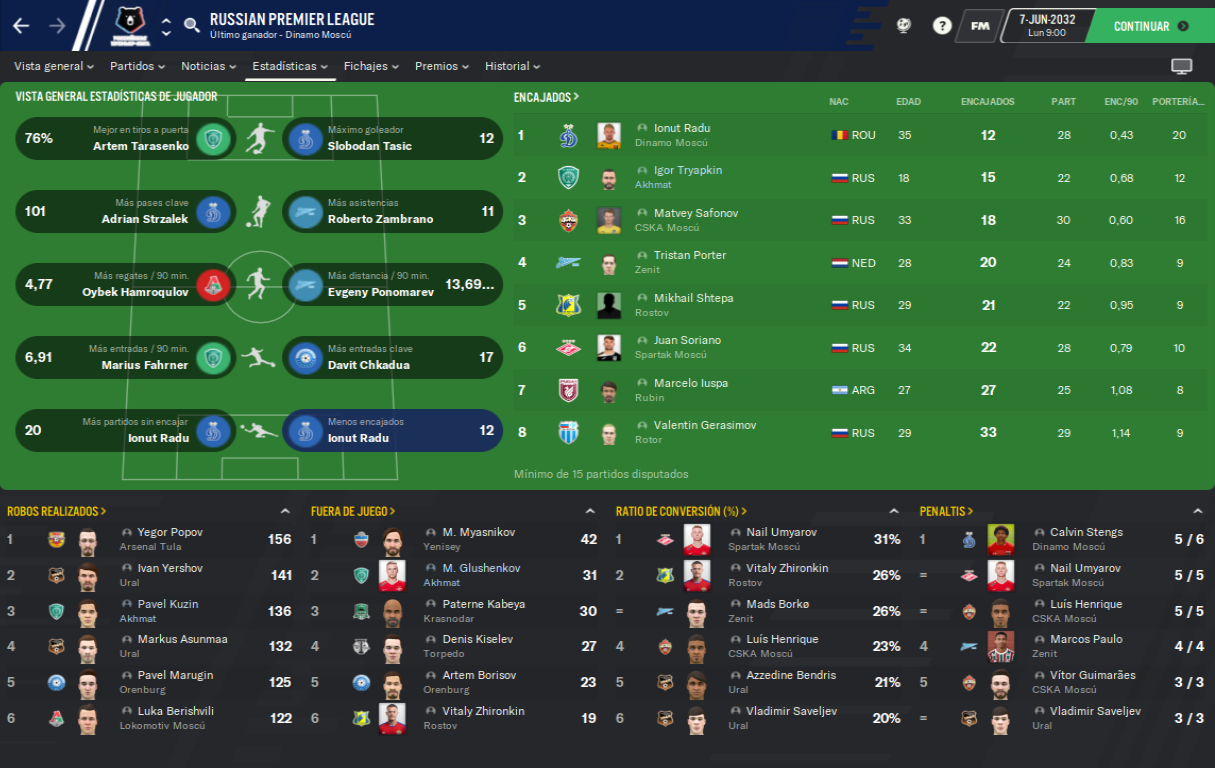 RUSSIAN PREMIER LEAGUE
Último ganador - Dinamo Moscú
FM
7-JUN-2032
Lun 9:00
CONTINUAR
Vista general Partidos Noticias Estadísticas Fichajes Premios Historial
VISTA GENERAL ESTADÍSTICAS DE JUGADOR
76% Mejor en tiros a puerta Artem Tarasenko
Máximo goleador Slobodan Tasic 12
101 Más pases clave Adrian Strzalek
Más asistencias Roberto Zambrano 11
4,77 Más regates / 90 min. Oybek Hamroqulov
Más distancia / 90 min. Evgeny Ponomarev 13,69...
6,91 Más entradas / 90 min. Marius Fahrner
Más entradas clave Davit Chkadua 17
20 Más partidos sin encajar Ionut Radu
Menos encajados Ionut Radu 12
ENCAJADOS NAC EDAD ENCAJADOS PART ENC/90 PORTERÍA...
1 Ionut Radu Dinamo Moscú ROU 35 12 28 0,43 20
2 Igor Tryapkin Akhmat RUS 18 15 22 0,68 12
3 Matvey Safonov CSKA Moscú RUS 33 18 30 0,60 16
4 Tristan Porter Zenit NED 28 20 24 0,83 9
5 Mikhail Shtepa Rostov RUS 29 21 22 0,95 9
6 Juan Soriano Spartak Moscú RUS 34 22 28 0,79 10
7 Marcelo Iuspa Rubin ARG 27 27 25 1,08 8
8 Valentin Gerasimov Rotor RUS 29 33 29 1,14 9
Mínimo de 15 partidos disputados
ROBOS REALIZADOS
1 Yegor Popov Arsenal Tula 156
2 Ivan Yershov Ural 141
3 Pavel Kuzin Akhmat 136
4 Markus Asunmaa Ural 132
5 Pavel Marugin Orenburg 125
6 Luka Berishvili Lokomotiv Moscú 122
FUERA DE JUEGO
1 M. Myasnikov Yenisey 42
2 M. Glushenkov Akhmat 31
3 Paterne Kabeya Krasnodar 30
4 Denis Kiselev Torpedo 27
5 Artem Borisov Orenburg 23
6 Vitaly Zhironkin Rostov 19
RATIO DE CONVERSIÓN (%)
1 Nail Umyarov Spartak Moscú 31%
2 Vitaly Zhironkin Rostov 26%
= Mads Borkø Zenit 26%
4 Luís Henrique CSKA Moscú 23%
5 Azzedine Bendris Ural 21%
6 Vladimir Saveljev Ural 20%
PENALTIS
1 Calvin Stengs Dinamo Moscú 5 / 6
= Nail Umyarov Spartak Moscú 5 / 5
= Luís Henrique CSKA Moscú 5 / 5
4 Marcos Paulo Zenit 4 / 4
5 Vítor Guimarães CSKA Moscú 3 / 3
= Vladimir Saveljev Ural 3 / 3